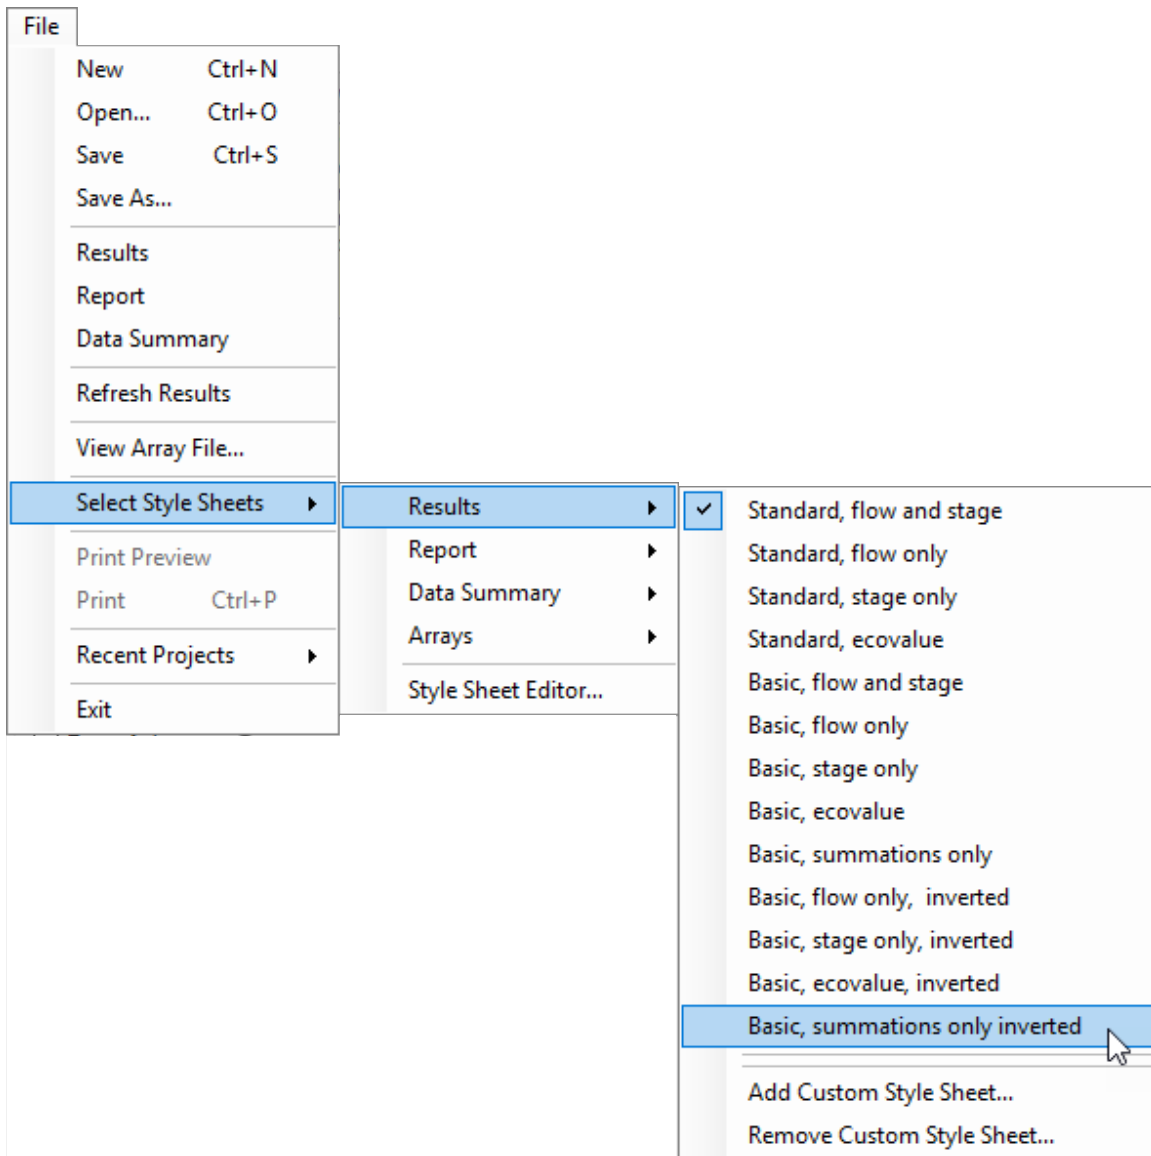 File
New Ctrl+N
Open... Ctrl+O
Save Ctrl+S
Save As...
Results
Report
Data Summary
Refresh Results
View Array File...
Select Style Sheets
Print Preview
Print Ctrl+P
Recent Projects
Exit
Results
Report
Data Summary
Arrays
Style Sheet Editor...
Standard, flow and stage
Standard, flow only
Standard, stage only
Standard, ecovalue
Basic, flow and stage
Basic, flow only
Basic, stage only
Basic, ecovalue
Basic, summations only
Basic, flow only,  inverted
Basic, stage only, inverted
Basic, ecovalue, inverted
Basic, summations only inverted
Add Custom Style Sheet...
Remove Custom Style Sheet...